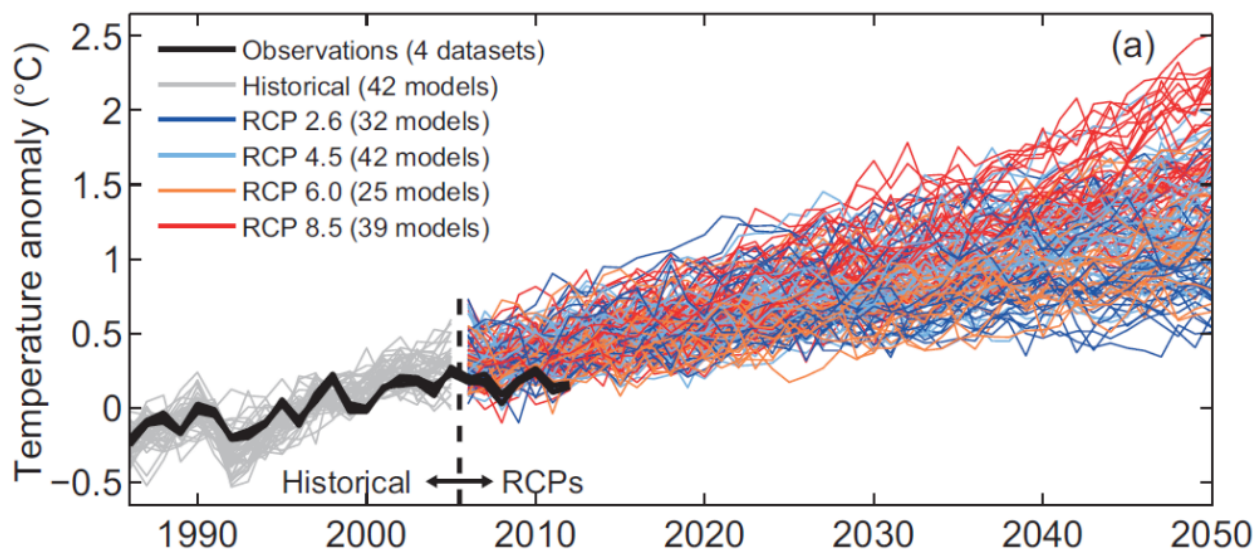 (a)
Temperature anomaly (°C)
2.5
2
1.5
1
0.5
0
−0.5
Observations (4 datasets)
Historical (42 models)
RCP 2.6 (32 models)
RCP 4.5 (42 models)
RCP 6.0 (25 models)
RCP 8.5 (39 models)
Historical RCPs
1990 2000 2010 2020 2030 2040 2050